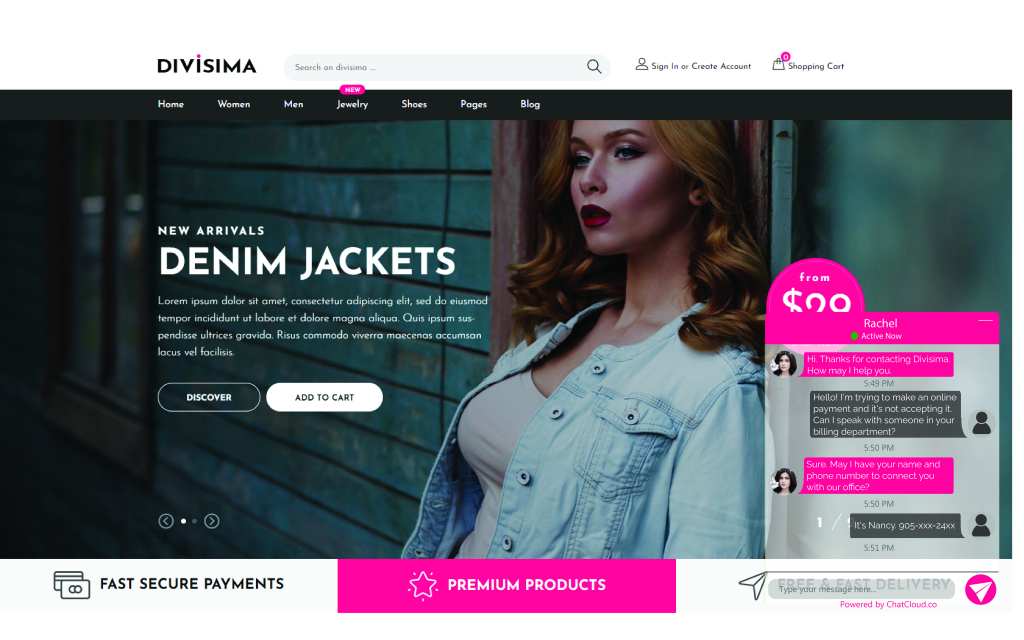 DIVISIMA
Search on divisima ...
Sign In or Create Account
0
Shopping Cart
NEW
Home Women Men Jewelry Shoes Pages Blog
NEW ARRIVALS
DENIM JACKETS
Lorem ipsum dolor sit amet, consectetur adipiscing elit, sed do eiusmod
tempor incididunt ut labore et dolore magna aliqua. Quis ipsum sus-
pendisse ultrices gravida. Risus commodo viverra maecenas accumsan
lacus vel facilisis.
DISCOVER
ADD TO CART
from
Rachel
Active Now
Hi. Thanks for contacting Divisima.
How may I help you.
5:49 PM
Hello! I'm trying to make an online
payment and it's not accepting it.
Can I speak with someone in your
billing department?
5:50 PM
Sure. May I have your name and
phone number to connect you
with our office?
5:50 PM
1 /
It's Nancy. 905-xxx-24xx
5:51 PM
FAST SECURE PAYMENTS
PREMIUM PRODUCTS
FREE & FAST DELIVERY
Type your message here...
Powered by ChatCloud.co